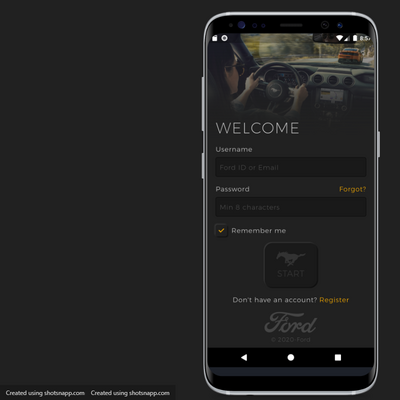 8:57
WELCOME
Username
Ford ID or Email
Password Forgot?
Min 8 characters
Remember me
START
Don't have an account? Register
Ford
© 2020 Ford
Created using shotsnapp.com Created using shotsnapp.com